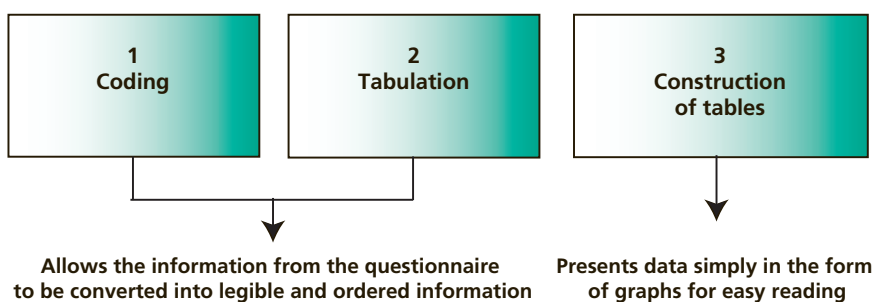 1
Coding
2
Tabulation
3
Construction
of tables
Allows the information from the questionnaire
to be converted into legible and ordered information
Presents data simply in the form
of graphs for easy reading